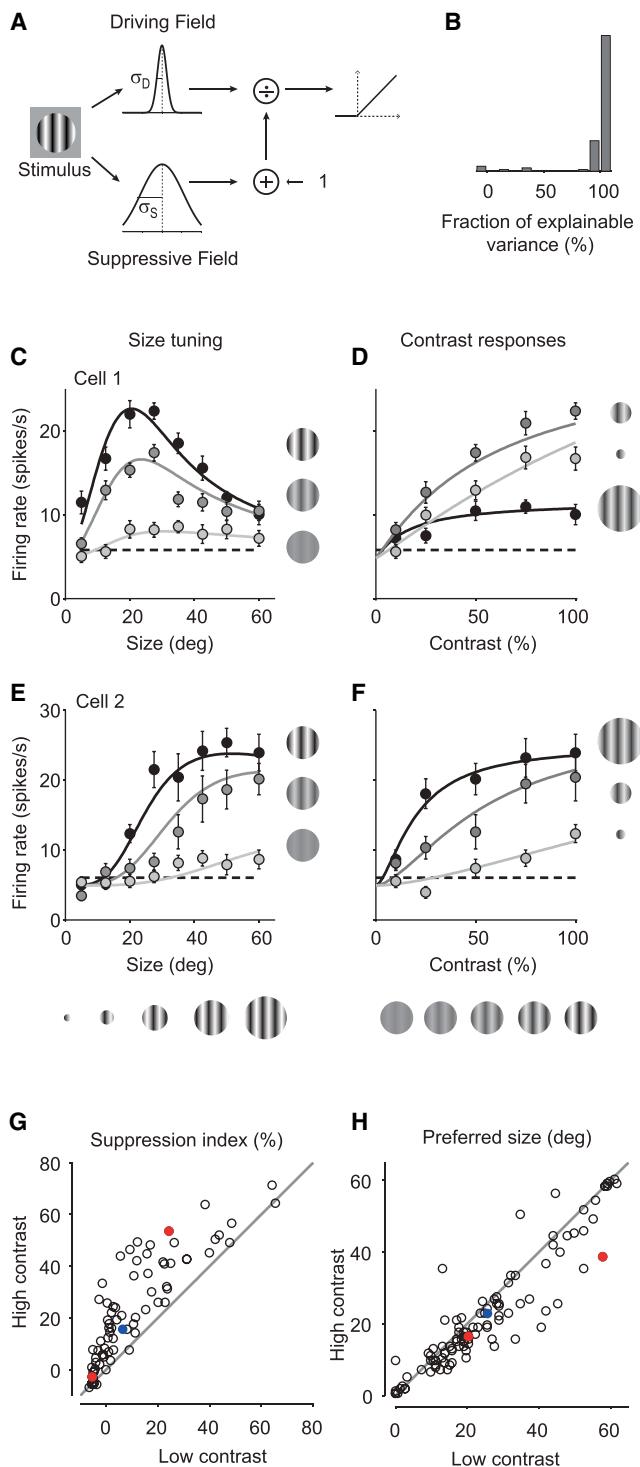 A
Driving Field
σD
÷
Stimulus
+
1
σS
Suppressive Field
B
0 50 100
Fraction of explainable
variance (%)
Size tuning
Contrast responses
C
Cell 1
Firing rate (spikes/s)
20
10
0
0 20 40 60
Size (deg)
D
0 50 100
Contrast (%)
E
Cell 2
Firing rate (spikes/s)
30
20
10
0
0 20 40 60
Size (deg)
F
0 50 100
Contrast (%)
G
Suppression index (%)
High contrast
80
60
40
20
0
0 20 40 60 80
Low contrast
H
Preferred size (deg)
High contrast
60
40
20
0
0 20 40 60
Low contrast